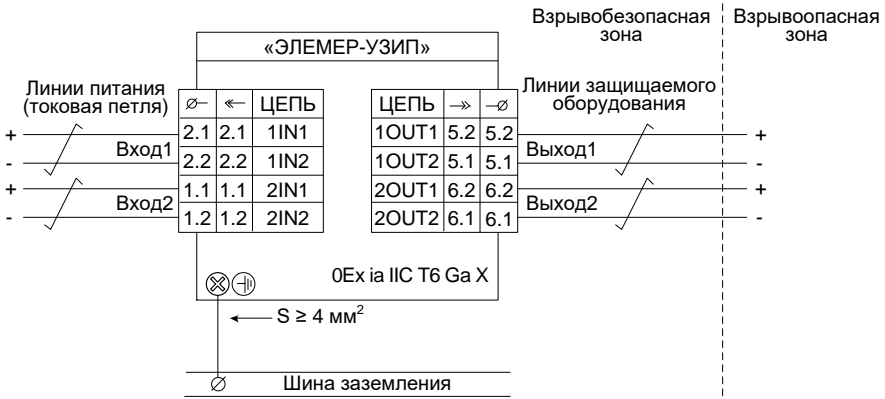 Взрывобезопасная зона
Взрывоопасная зона
«ЭЛЕМЕР-УЗИП»
Линии питания
(токовая петля)
Линии защищаемого
оборудования
ЦЕПЬ
ЦЕПЬ
+ 2.1 2.1 1IN1
1OUT1 5.2 5.2 +
Вход1
Выход1
- 2.2 2.2 1IN2
1OUT2 5.1 5.1 -
+ 1.1 1.1 2IN1
2OUT1 6.2 6.2 +
Вход2
Выход2
- 1.2 1.2 2IN2
2OUT2 6.1 6.1 -
0Ex ia IIC T6 Ga X
S ≥ 4 мм²
Шина заземления